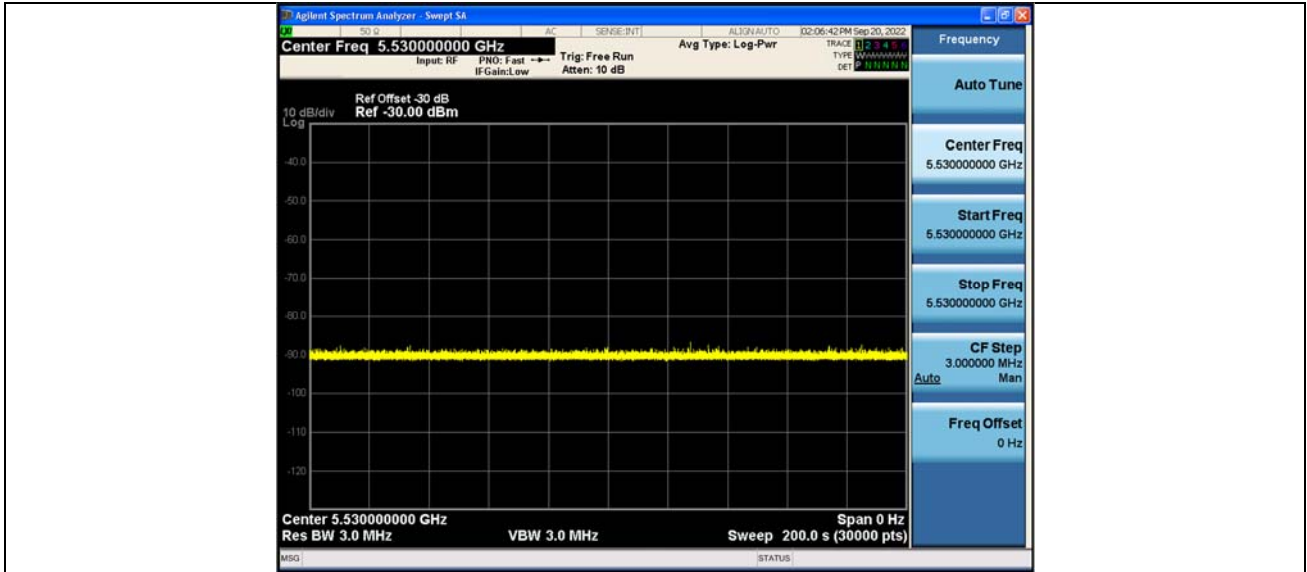 Agilent Spectrum Analyzer - Swept SA
50 Ω AC SENSE:INT ALIGN AUTO 02:06:42 PM Sep 20, 2022
Center Freq 5.530000000 GHz
Input: RF PNO: Fast Trig: Free Run Avg Type: Log-Pwr TRACE 1 2 3 4 5 6
IFGain:Low Atten: 10 dB TYPE
DET P N N N N N
Ref Offset -30 dB
10 dB/div Ref -30.00 dBm
Log
-40.0
-50.0
-60.0
-70.0
-80.0
-90.0
-100
-110
-120
Center 5.530000000 GHz Span 0 Hz
Res BW 3.0 MHz VBW 3.0 MHz Sweep 200.0 s (30000 pts)
MSG STATUS
Frequency
Auto Tune
Center Freq
5.530000000 GHz
Start Freq
5.530000000 GHz
Stop Freq
5.530000000 GHz
CF Step
3.000000 MHz
Auto Man
Freq Offset
0 Hz